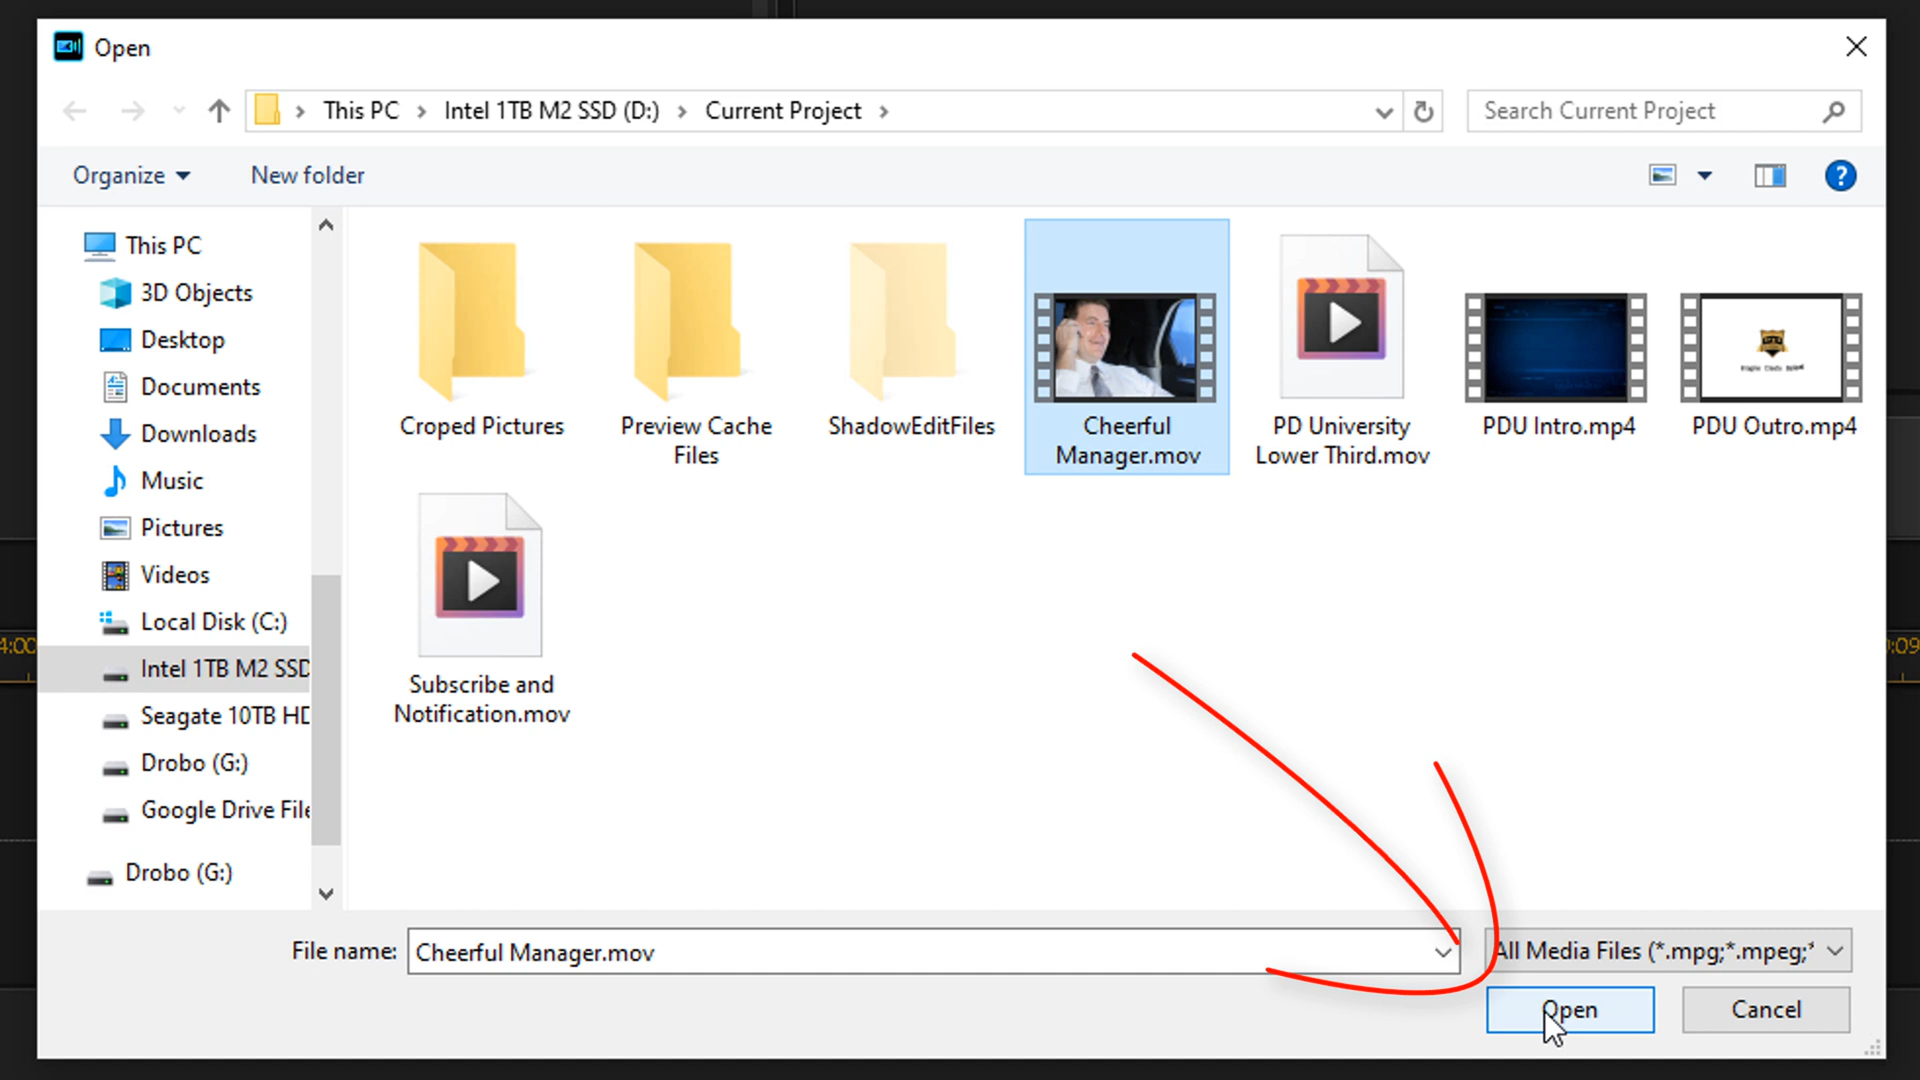 Open
This PC > Intel 1TB M2 SSD (D:) > Current Project >
Search Current Project
Organize
New folder
?
This PC
3D Objects
Desktop
Documents
Downloads
Music
Pictures
Videos
Local Disk (C:)
Intel 1TB M2 SSD
Seagate 10TB HD
Drobo (G:)
Google Drive File
Drobo (G:)
Croped Pictures
Preview Cache
Files
ShadowEditFiles
Cheerful
Manager.mov
PD University
Lower Third.mov
PDU Intro.mp4
PDU Outro.mp4
Subscribe and
Notification.mov
4:00
:09
File name:
Cheerful Manager.mov
All Media Files (*.mpg;*.mpeg;*
Open
Cancel